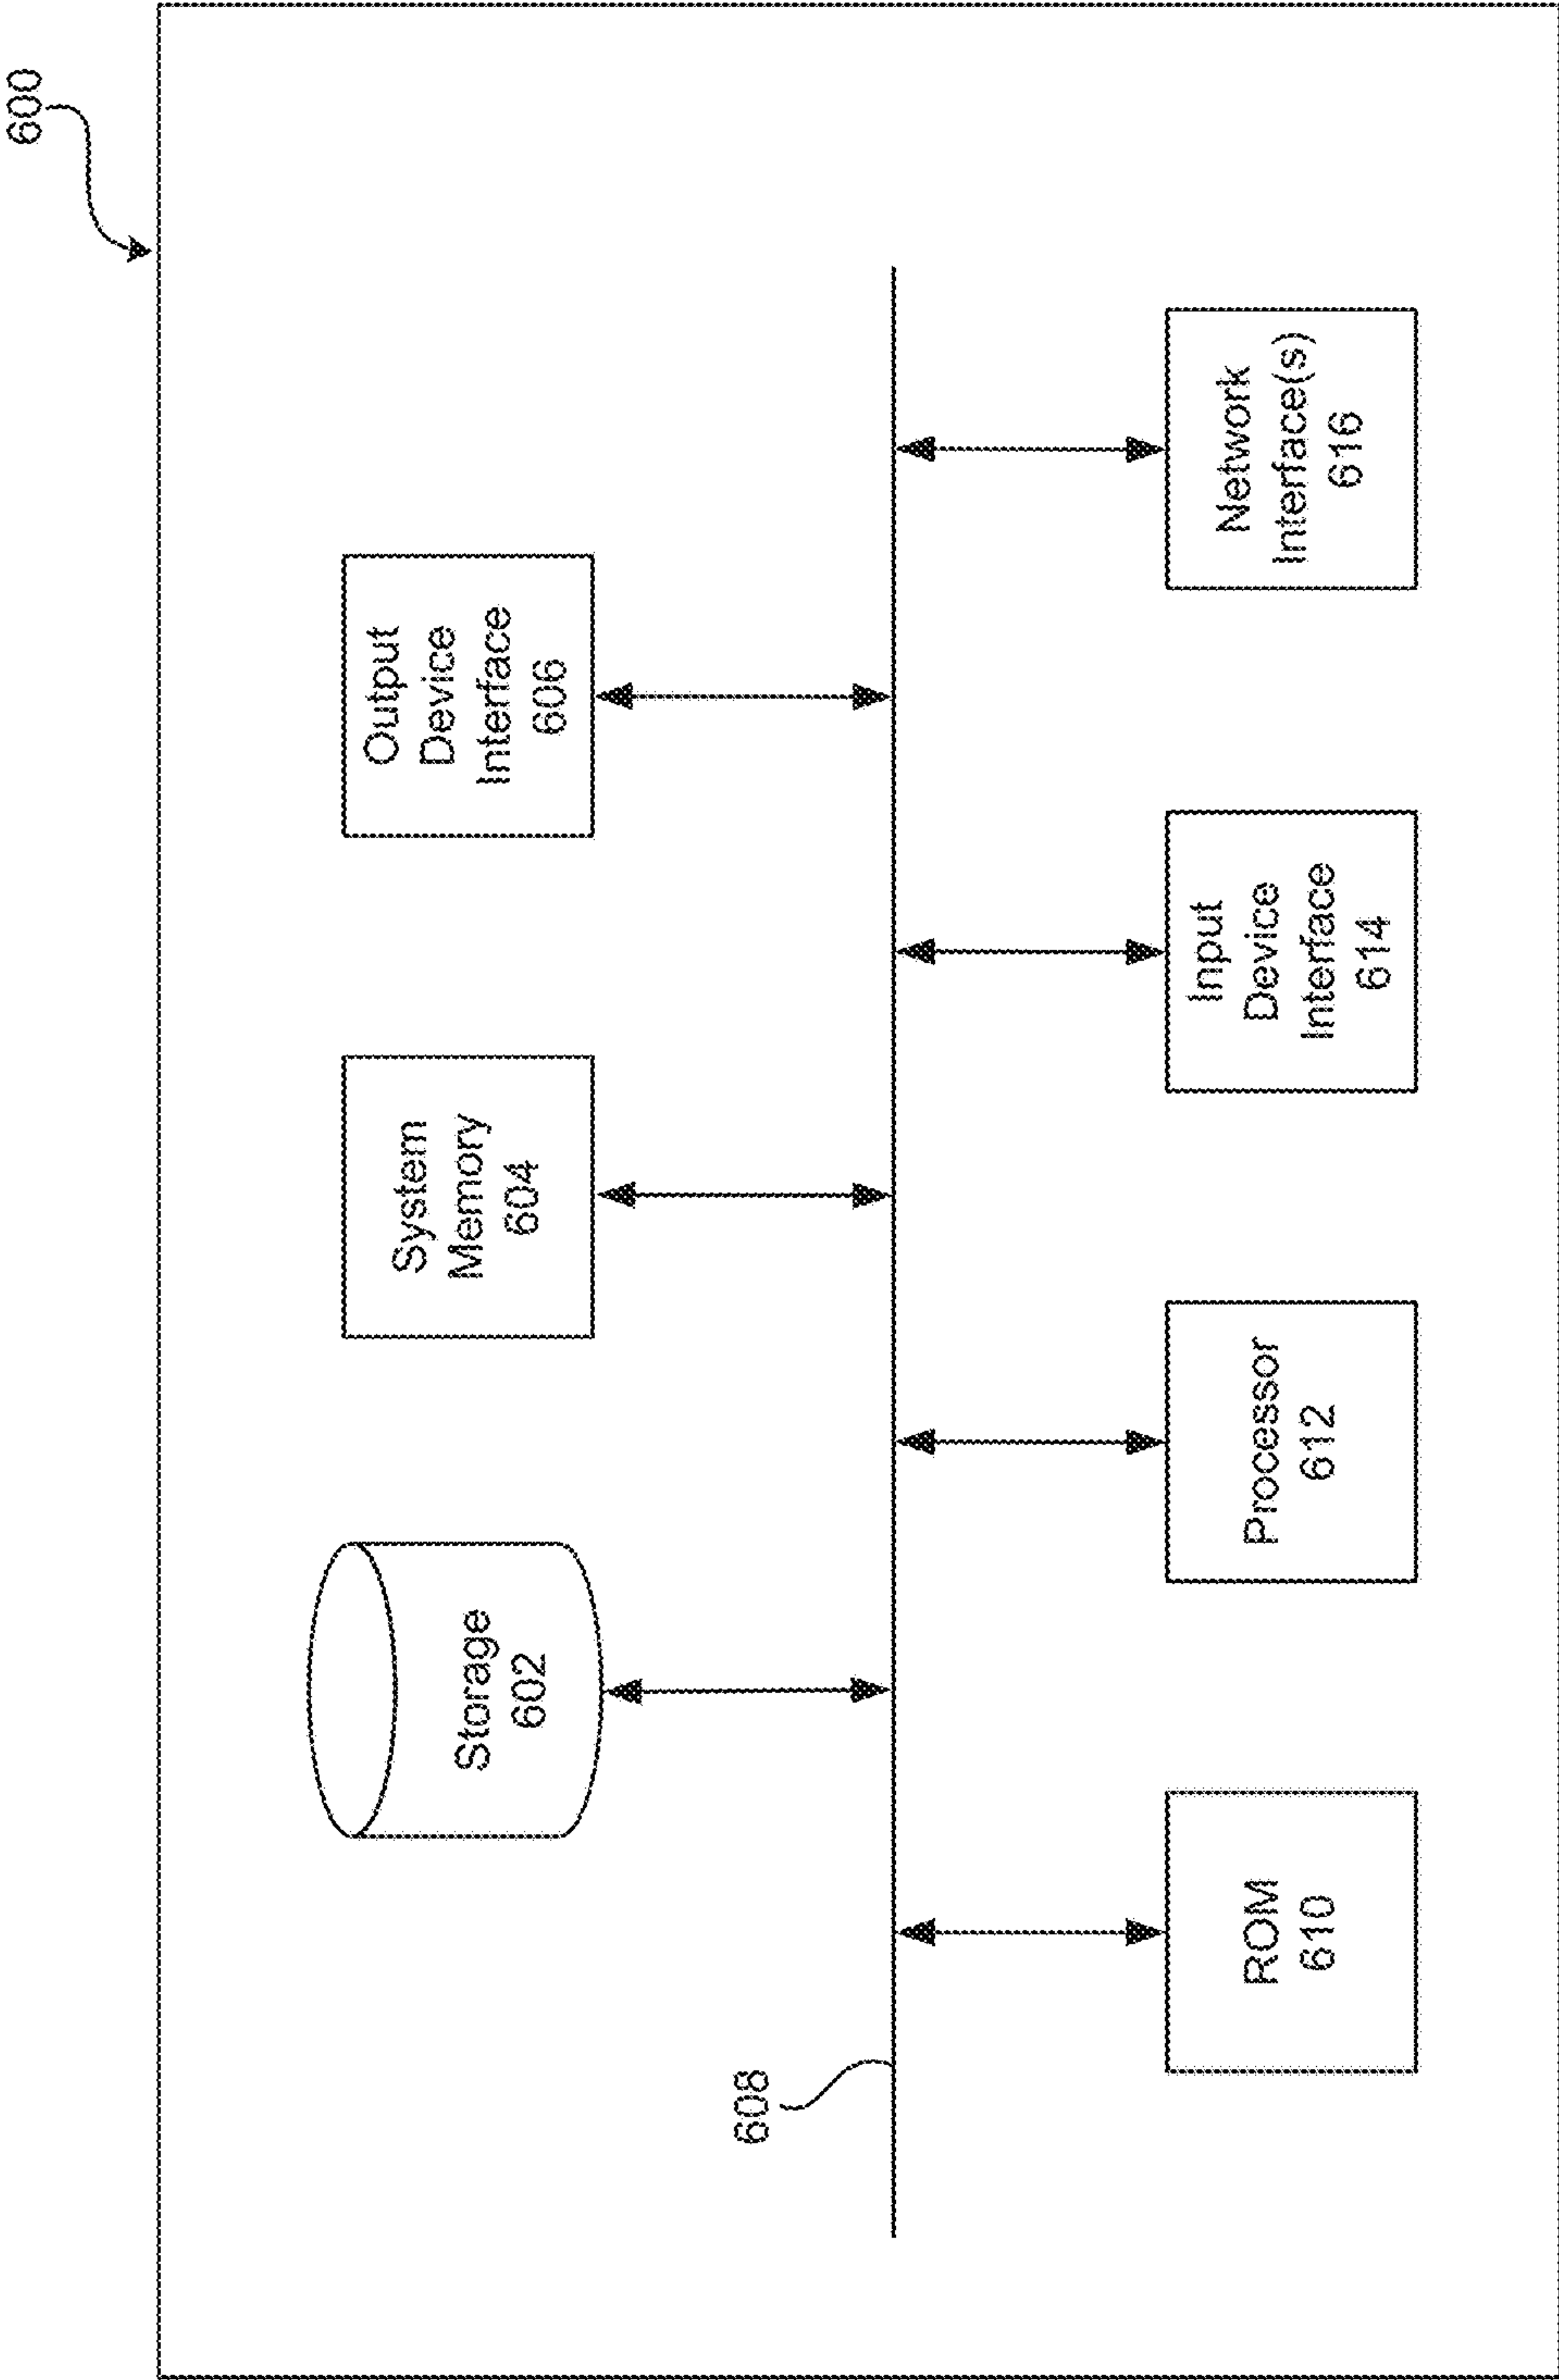 600
Storage
602
System
Memory
604
Output
Device
Interface
606
608
ROM
610
Processor
612
Input
Device
Interface
614
Network
Interface(s)
616